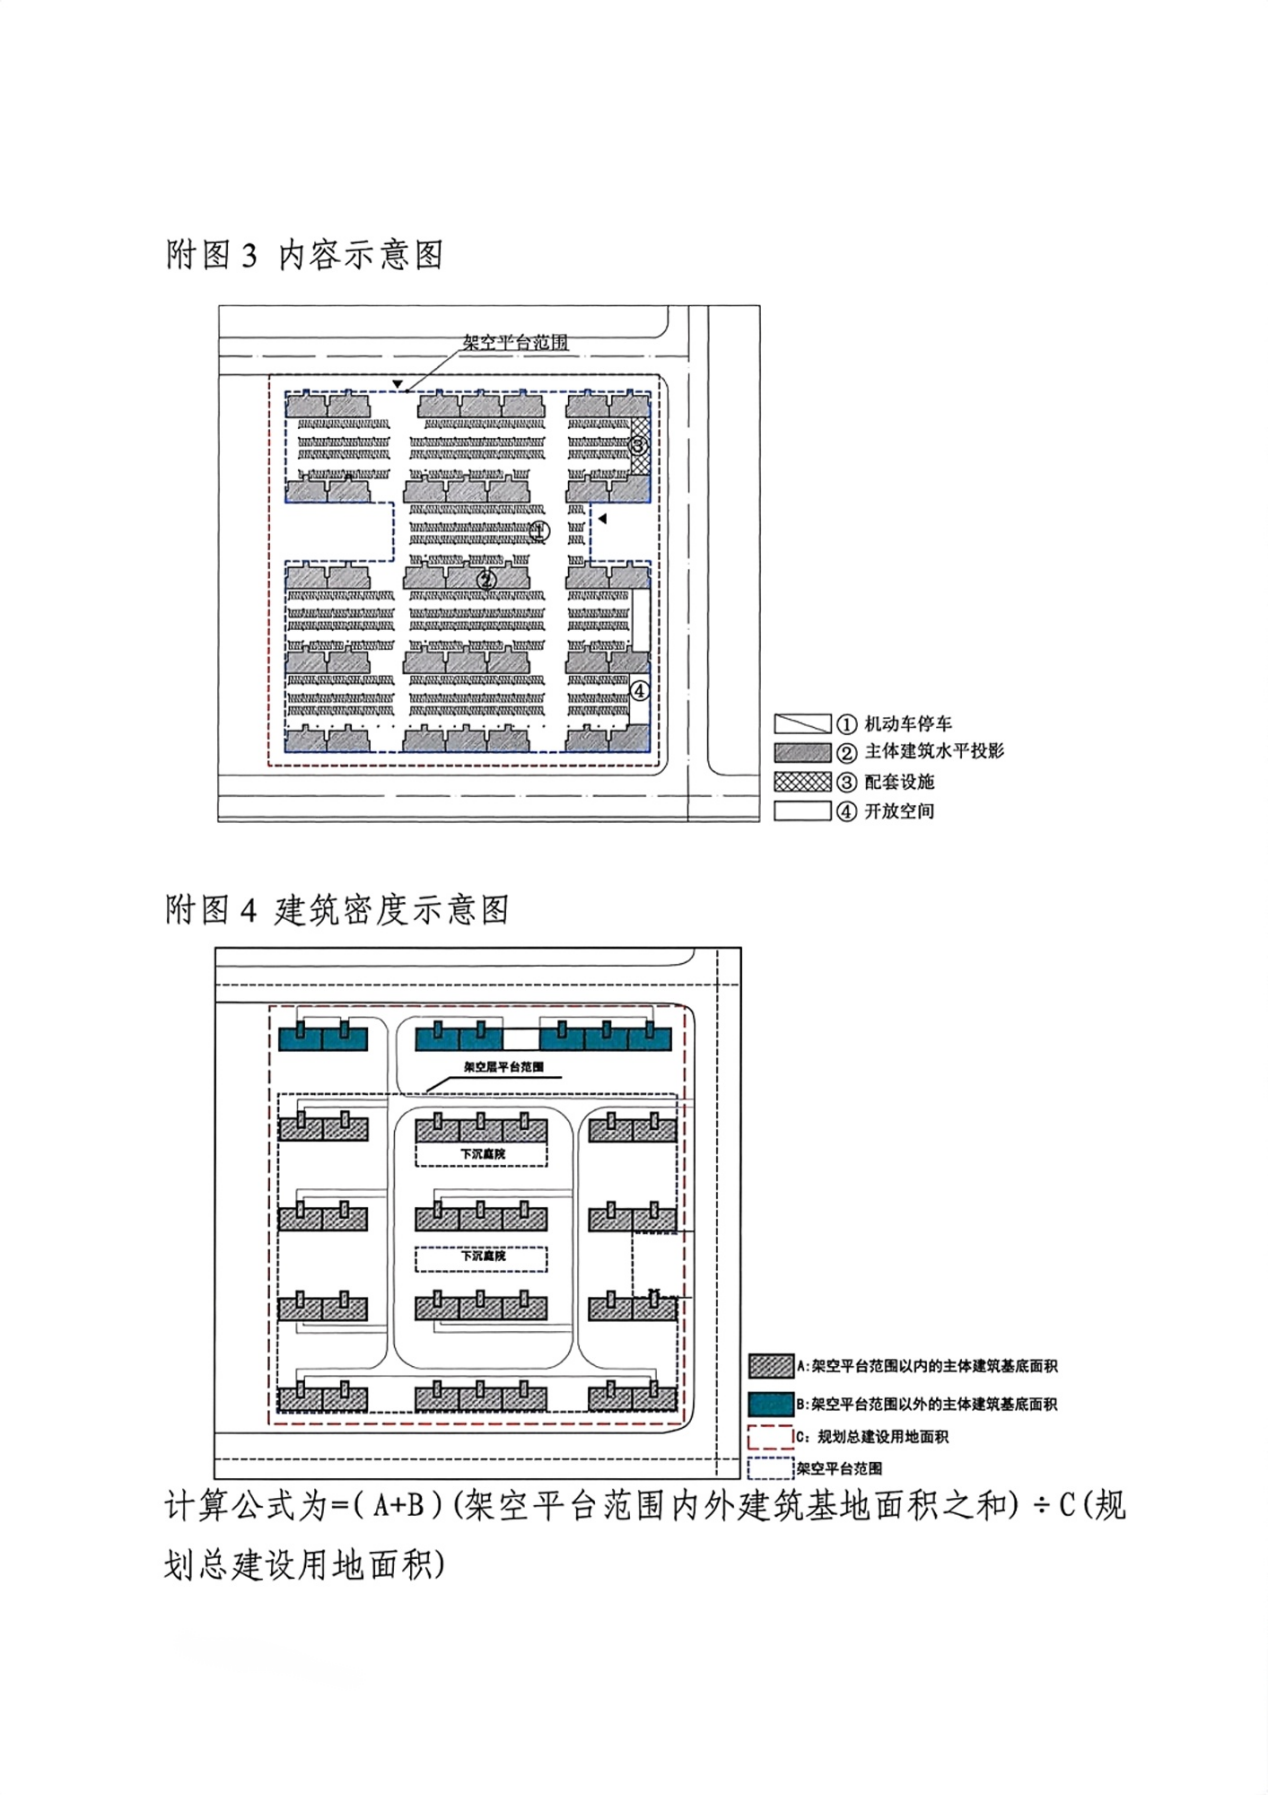 附图3 内容示意图
架空平台范围
③
①
②
④
① 机动车停车
② 主体建筑水平投影
③ 配套设施
④ 开放空间
附图4 建筑密度示意图
架空层平台范围
下沉庭院
下沉庭院
A:架空平台范围以内的主体建筑基底面积
B:架空平台范围以外的主体建筑基底面积
C: 规划总建设用地面积
架空平台范围
计算公式为=(A+B)(架空平台范围内外建筑基地面积之和)÷C(规
划总建设用地面积)